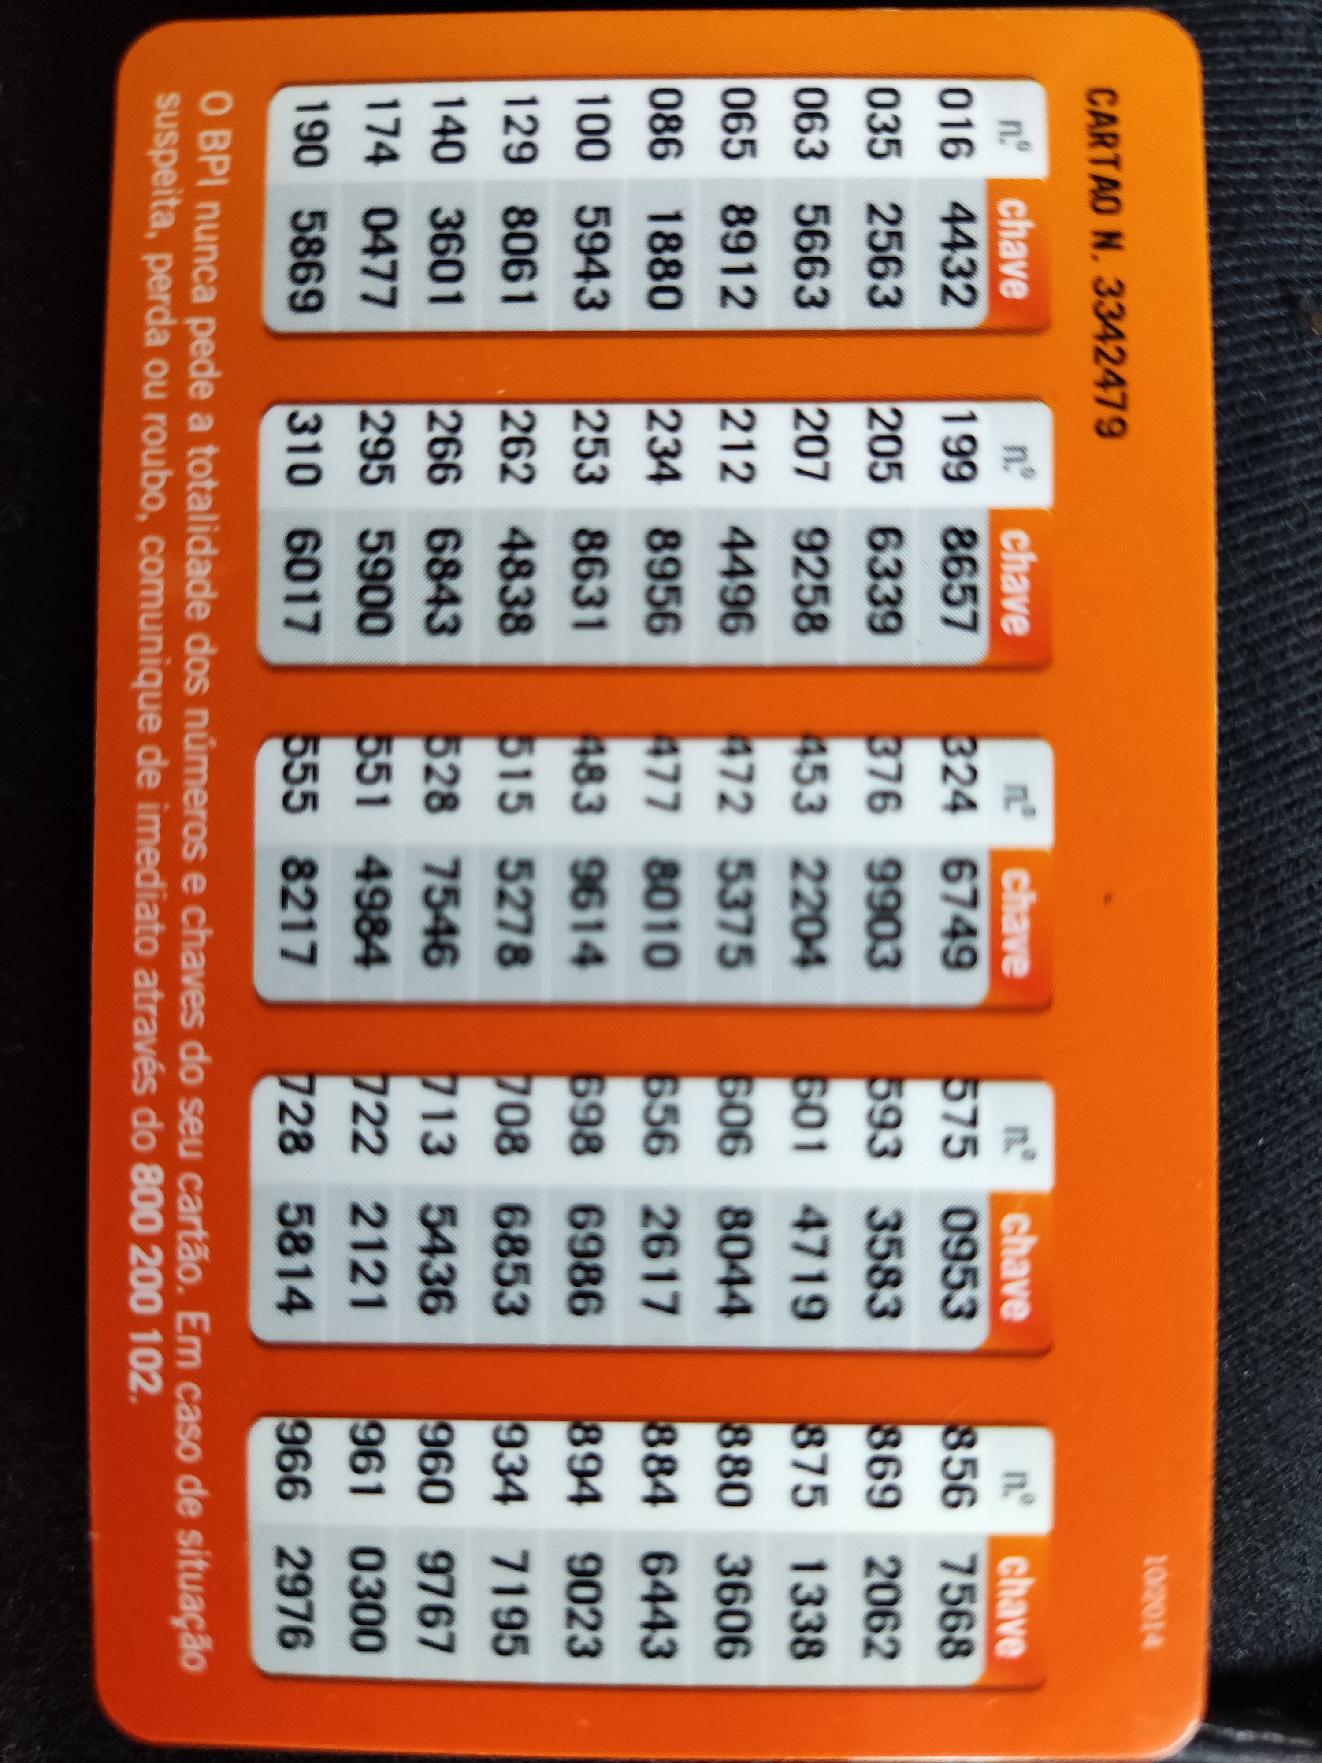 CARTAO N. 3342479 10/2014
n.º chave n.º chave n.º chave n.º chave n.º chave
016 4432 199 8657 324 6749 575 0953 856 7568
035 2563 205 6339 376 9903 593 3583 869 2062
063 5663 207 9258 453 2204 601 4719 875 1338
065 8912 212 4496 472 5375 606 8044 880 3606
086 1880 234 8956 477 8010 656 2617 884 6443
100 5943 253 8631 483 9614 698 6986 894 9023
129 8061 262 4838 515 5278 708 6853 934 7195
140 3601 266 6843 528 7546 713 5436 960 9767
174 0477 295 5900 551 4984 722 2121 961 0300
190 5869 310 6017 555 8217 728 5814 966 2976
O BPI nunca pede a totalidade dos números e chaves do seu cartão. Em caso de situação
suspeita, perda ou roubo, comunique de imediato através do 800 200 102.